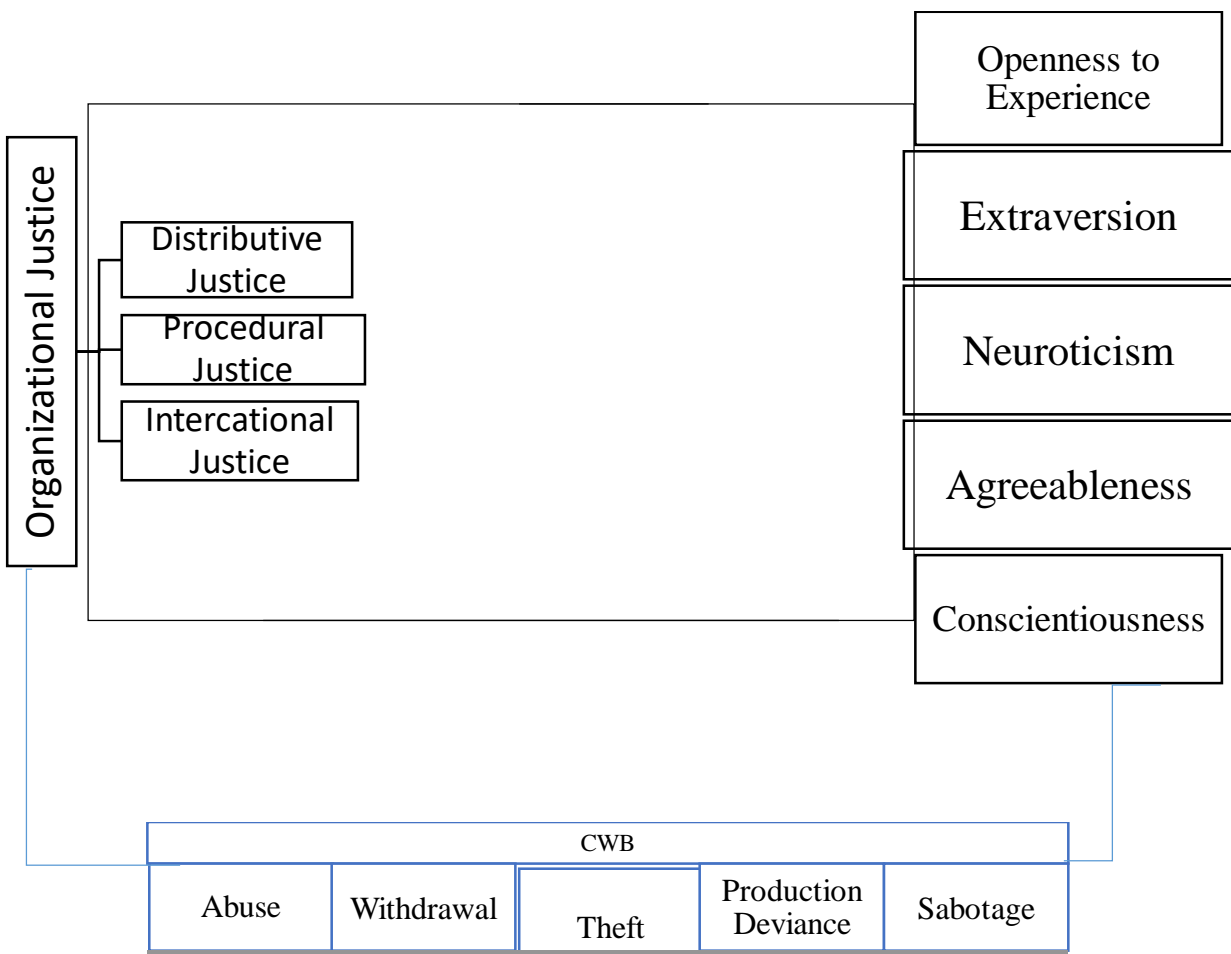 Organizational Justice
Distributive
Justice
Procedural
Justice
Intercational
Justice
Openness to
Experience
Extraversion
Neuroticism
Agreeableness
Conscientiousness
CWB
Abuse
Withdrawal
Theft
Production
Deviance
Sabotage